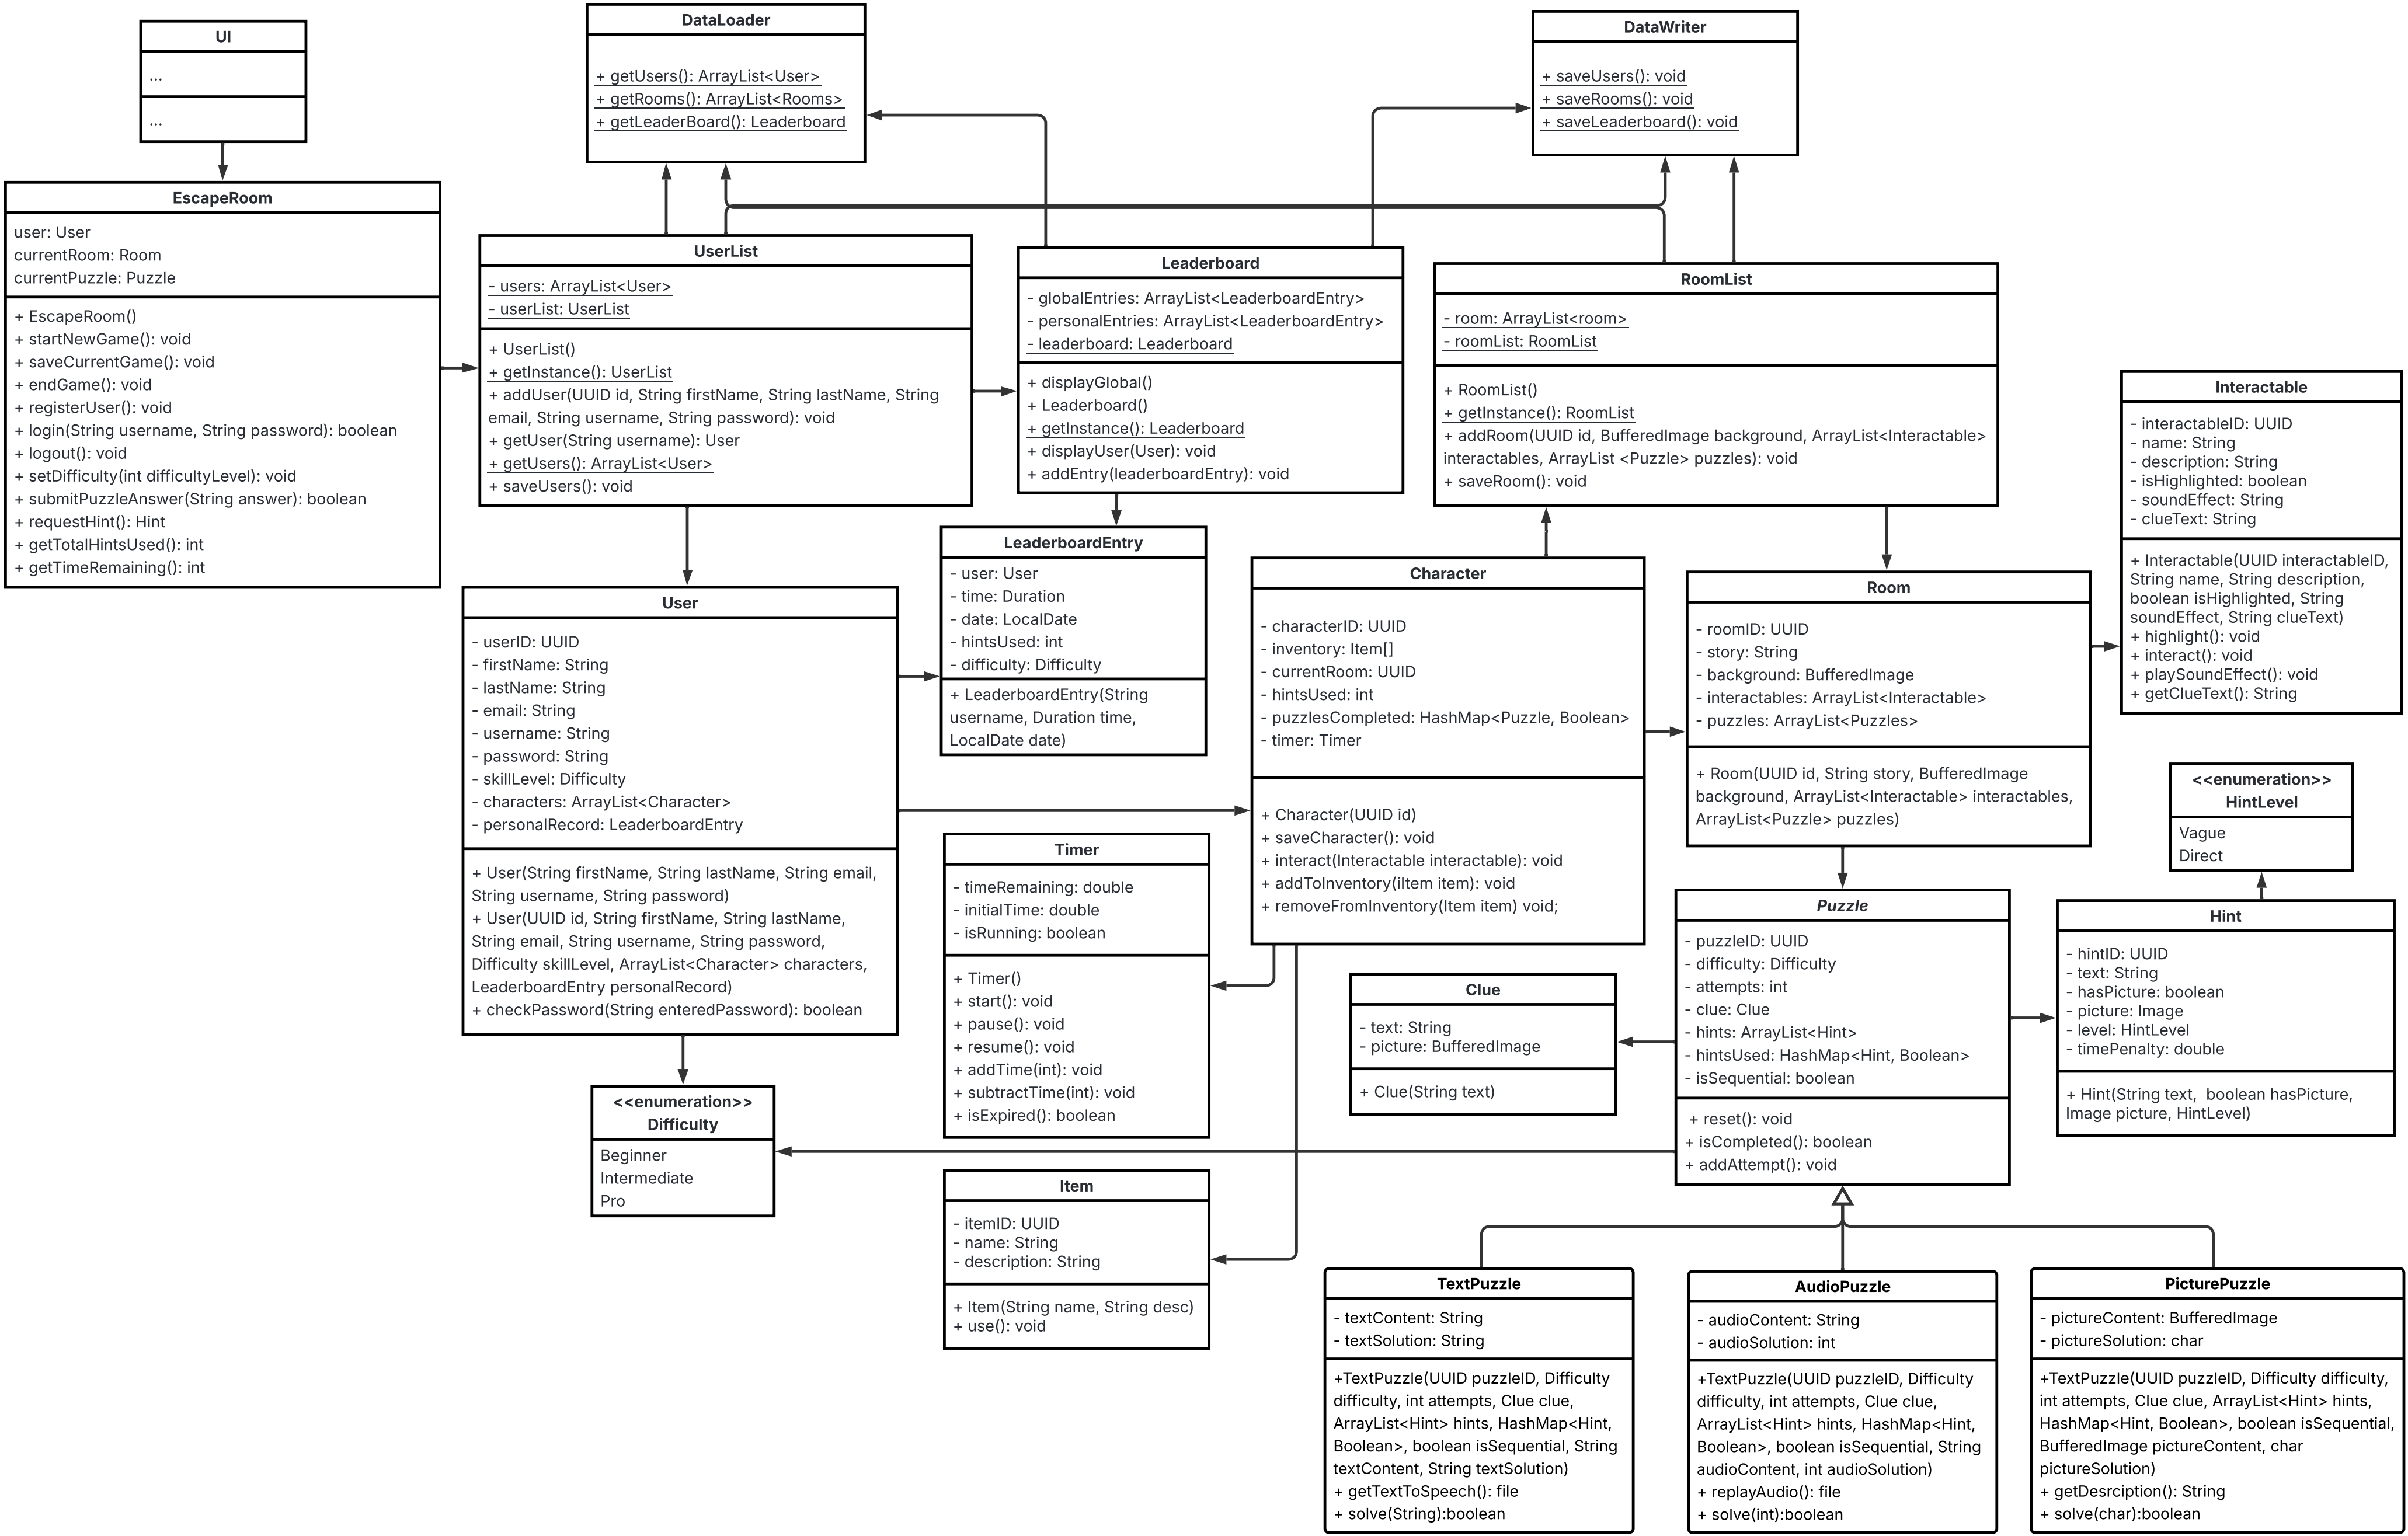 UI
...
...
DataLoader
+ getUsers(): ArrayList<User>
+ getRooms(): ArrayList<Rooms>
+ getLeaderBoard(): Leaderboard
DataWriter
+ saveUsers(): void
+ saveRooms(): void
+ saveLeaderboard(): void
EscapeRoom
user: User
currentRoom: Room
currentPuzzle: Puzzle
+ EscapeRoom()
+ startNewGame(): void
+ saveCurrentGame(): void
+ endGame(): void
+ registerUser(): void
+ login(String username, String password): boolean
+ logout(): void
+ setDifficulty(int difficultyLevel): void
+ submitPuzzleAnswer(String answer): boolean
+ requestHint(): Hint
+ getTotalHintsUsed(): int
+ getTimeRemaining(): int
UserList
- users: ArrayList<User>
- userList: UserList
+ UserList()
+ getInstance(): UserList
+ addUser(UUID id, String firstName, String lastName, String
email, String username, String password): void
+ getUser(String username): User
+ getUsers(): ArrayList<User>
+ saveUsers(): void
Leaderboard
- globalEntries: ArrayList<LeaderboardEntry>
- personalEntries: ArrayList<LeaderboardEntry>
- leaderboard: Leaderboard
+ displayGlobal()
+ Leaderboard()
+ getInstance(): Leaderboard
+ displayUser(User): void
+ addEntry(leaderboardEntry): void
RoomList
- room: ArrayList<room>
- roomList: RoomList
+ RoomList()
+ getInstance(): RoomList
+ addRoom(UUID id, BufferedImage background, ArrayList<Interactable>
interactables, ArrayList <Puzzle> puzzles): void
+ saveRoom(): void
Interactable
- interactableID: UUID
- name: String
- description: String
- isHighlighted: boolean
- soundEffect: String
- clueText: String
+ Interactable(UUID interactableID,
String name, String description,
boolean isHighlighted, String
soundEffect, String clueText)
+ highlight(): void
+ interact(): void
+ playSoundEffect(): void
+ getClueText(): String
LeaderboardEntry
- user: User
- time: Duration
- date: LocalDate
- hintsUsed: int
- difficulty: Difficulty
+ LeaderboardEntry(String
username, Duration time,
LocalDate date)
User
- userID: UUID
- firstName: String
- lastName: String
- email: String
- username: String
- password: String
- skillLevel: Difficulty
- characters: ArrayList<Character>
- personalRecord: LeaderboardEntry
+ User(String firstName, String lastName, String email,
String username, String password)
+ User(UUID id, String firstName, String lastName,
String email, String username, String password,
Difficulty skillLevel, ArrayList<Character> characters,
LeaderboardEntry personalRecord)
+ checkPassword(String enteredPassword): boolean
Character
- characterID: UUID
- inventory: Item[]
- currentRoom: UUID
- hintsUsed: int
- puzzlesCompleted: HashMap<Puzzle, Boolean>
- timer: Timer
+ Character(UUID id)
+ saveCharacter(): void
+ interact(Interactable interactable): void
+ addToInventory(iItem item): void
+ removeFromInventory(Item item) void;
Room
- roomID: UUID
- story: String
- background: BufferedImage
- interactables: ArrayList<Interactable>
- puzzles: ArrayList<Puzzles>
+ Room(UUID id, String story, BufferedImage
background, ArrayList<Interactable> interactables,
ArrayList<Puzzle> puzzles)
<<enumeration>>
HintLevel
Vague
Direct
Timer
- timeRemaining: double
- initialTime: double
- isRunning: boolean
+ Timer()
+ start(): void
+ pause(): void
+ resume(): void
+ addTime(int): void
+ subtractTime(int): void
+ isExpired(): boolean
Clue
- text: String
- picture: BufferedImage
+ Clue(String text)
Puzzle
- puzzleID: UUID
- difficulty: Difficulty
- attempts: int
- clue: Clue
- hints: ArrayList<Hint>
- hintsUsed: HashMap<Hint, Boolean>
- isSequential: boolean
+ reset(): void
+ isCompleted(): boolean
+ addAttempt(): void
Hint
- hintID: UUID
- text: String
- hasPicture: boolean
- picture: Image
- level: HintLevel
- timePenalty: double
+ Hint(String text,  boolean hasPicture,
Image picture, HintLevel)
<<enumeration>>
Difficulty
Beginner
Intermediate
Pro
Item
- itemID: UUID
- name: String
- description: String
+ Item(String name, String desc)
+ use(): void
TextPuzzle
- textContent: String
- textSolution: String
+TextPuzzle(UUID puzzleID, Difficulty
difficulty, int attempts, Clue clue,
ArrayList<Hint> hints, HashMap<Hint,
Boolean>, boolean isSequential, String
textContent, String textSolution)
+ getTextToSpeech(): file
+ solve(String):boolean
AudioPuzzle
- audioContent: String
- audioSolution: int
+TextPuzzle(UUID puzzleID, Difficulty
difficulty, int attempts, Clue clue,
ArrayList<Hint> hints, HashMap<Hint,
Boolean>, boolean isSequential, String
audioContent, int audioSolution)
+ replayAudio(): file
+ solve(int):boolean
PicturePuzzle
- pictureContent: BufferedImage
- pictureSolution: char
+TextPuzzle(UUID puzzleID, Difficulty difficulty,
int attempts, Clue clue, ArrayList<Hint> hints,
HashMap<Hint, Boolean>, boolean isSequential,
BufferedImage pictureContent, char
pictureSolution)
+ getDesrciption(): String
+ solve(char):boolean